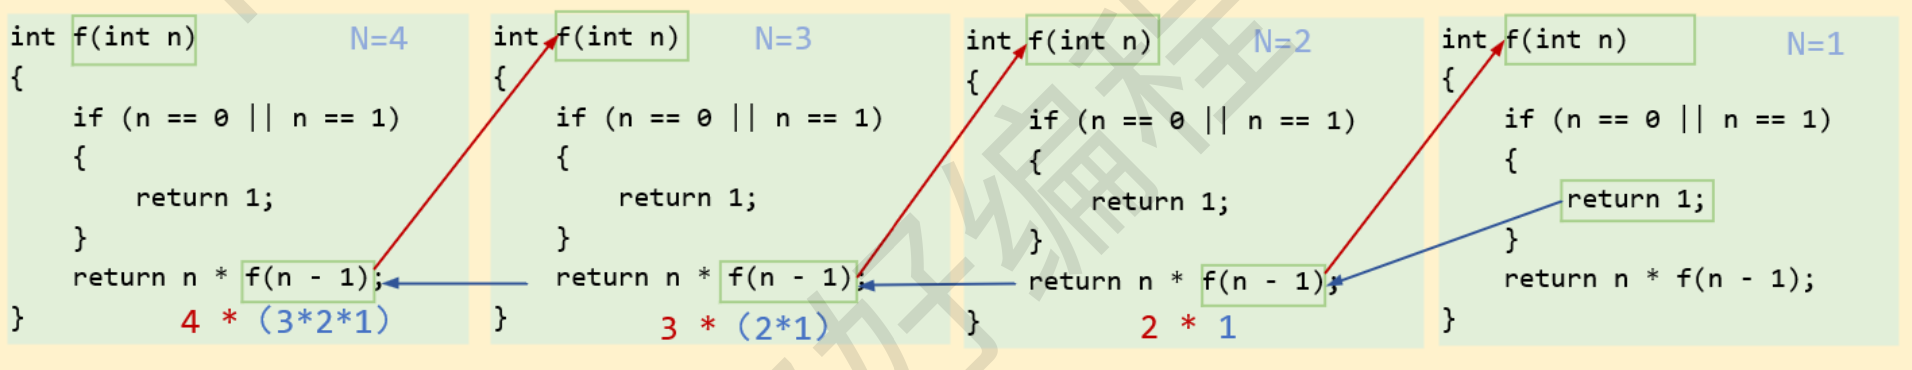 int f(int n) N=4
{
    if (n == 0 || n == 1)
    {
        return 1;
    }
    return n * f(n - 1);
}
4 * (3*2*1)
int f(int n) N=3
{
    if (n == 0 || n == 1)
    {
        return 1;
    }
    return n * f(n - 1);
}
3 * (2*1)
int f(int n) N=2
{
    if (n == 0 || n == 1)
    {
        return 1;
    }
    return n * f(n - 1);
}
2 * 1
int f(int n) N=1
{
    if (n == 0 || n == 1)
    {
        return 1;
    }
    return n * f(n - 1);
}
好编程